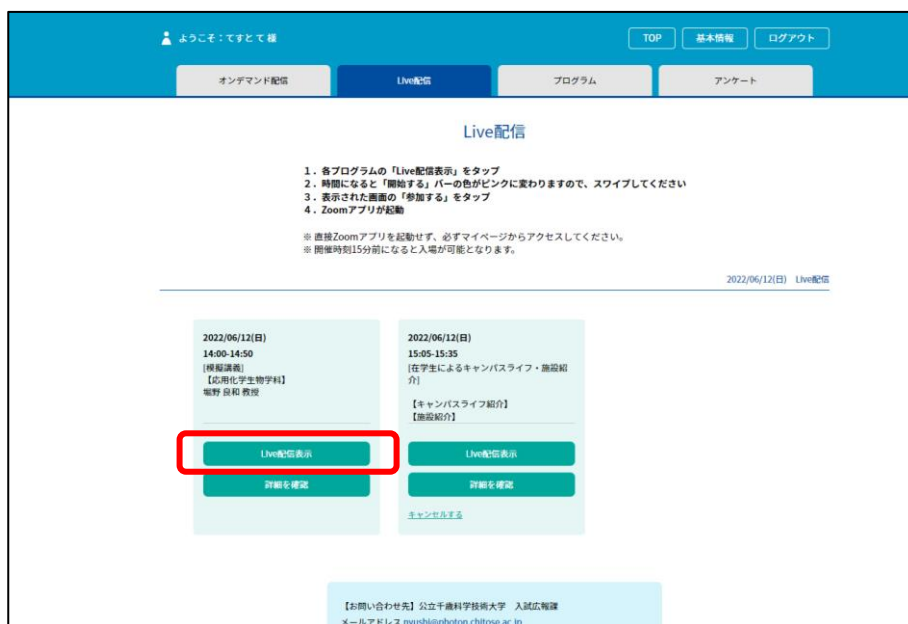 ようこそ：てすと て 様
TOP
基本情報
ログアウト
オンデマンド配信
Live配信
プログラム
アンケート
Live配信
1．各プログラムの「Live配信表示」をタップ
2．時間になると「開始する」バーの色がピンクに変わりますので、スワイプしてください
3．表示された画面の「参加する」をタップ
4．Zoomアプリが起動
※ 直接Zoomアプリを起動せず、必ずマイページからアクセスしてください。
※ 開催時刻15分前になると入場が可能となります。
2022/06/12(日)　Live配信
2022/06/12(日)
14:00-14:50
[模擬講義]
【応用化学生物学科】
堀野 良和 教授
Live配信表示
詳細を確認
2022/06/12(日)
15:05-15:35
[在学生によるキャンパスライフ・施設紹
介]
【キャンパスライフ紹介】
【施設紹介】
Live配信表示
詳細を確認
キャンセルする
【お問い合わせ先】公立千歳科学技術大学　入試広報課
メールアドレス nyushi@photon.chitose.ac.jp